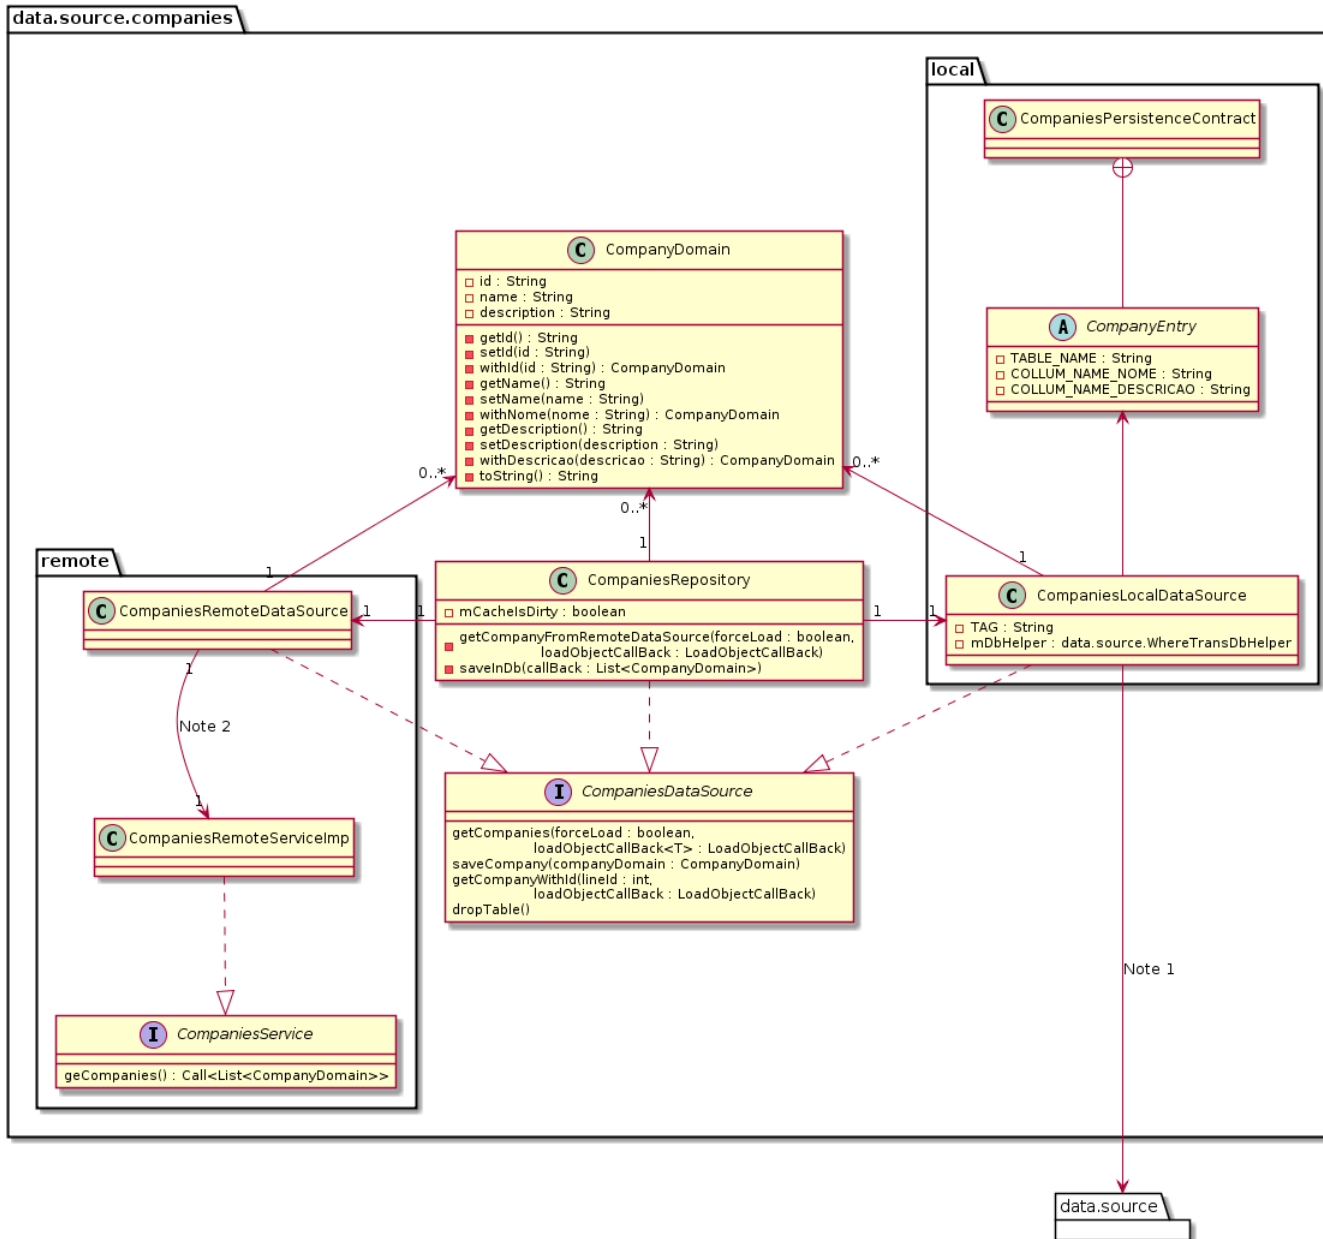 data.source.companies
local
C CompaniesPersistenceContract
C CompanyDomain
id : String
name : String
description : String
getId() : String
setId(id : String)
withId(id : String) : CompanyDomain
getName() : String
setName(name : String)
withNome(nome : String) : CompanyDomain
getDescription() : String
setDescription(description : String)
withDescricao(descricao : String) : CompanyDomain
toString() : String
A CompanyEntry
TABLE_NAME : String
COLLUM_NAME_NOME : String
COLLUM_NAME_DESCRICAO : String
0..*
0..*
0..*
1
1
1
remote
C CompaniesRemoteDataSource
C CompaniesRepository
mCacheIsDirty : boolean
getCompanyFromRemoteDataSource(forceLoad : boolean,
loadObjectCallBack : LoadObjectCallBack)
saveInDb(callBack : List<CompanyDomain>)
C CompaniesLocalDataSource
TAG : String
mDbHelper : data.source.WhereTransDbHelper
1
1
1
1
1
Note 2
1
C CompaniesRemoteServiceImp
I CompaniesDataSource
getCompanies(forceLoad : boolean,
loadObjectCallBack<T> : LoadObjectCallBack)
saveCompany(companyDomain : CompanyDomain)
getCompanyWithId(lineId : int,
loadObjectCallBack : LoadObjectCallBack)
dropTable()
Note 1
I CompaniesService
geCompanies() : Call<List<CompanyDomain>>
data.source